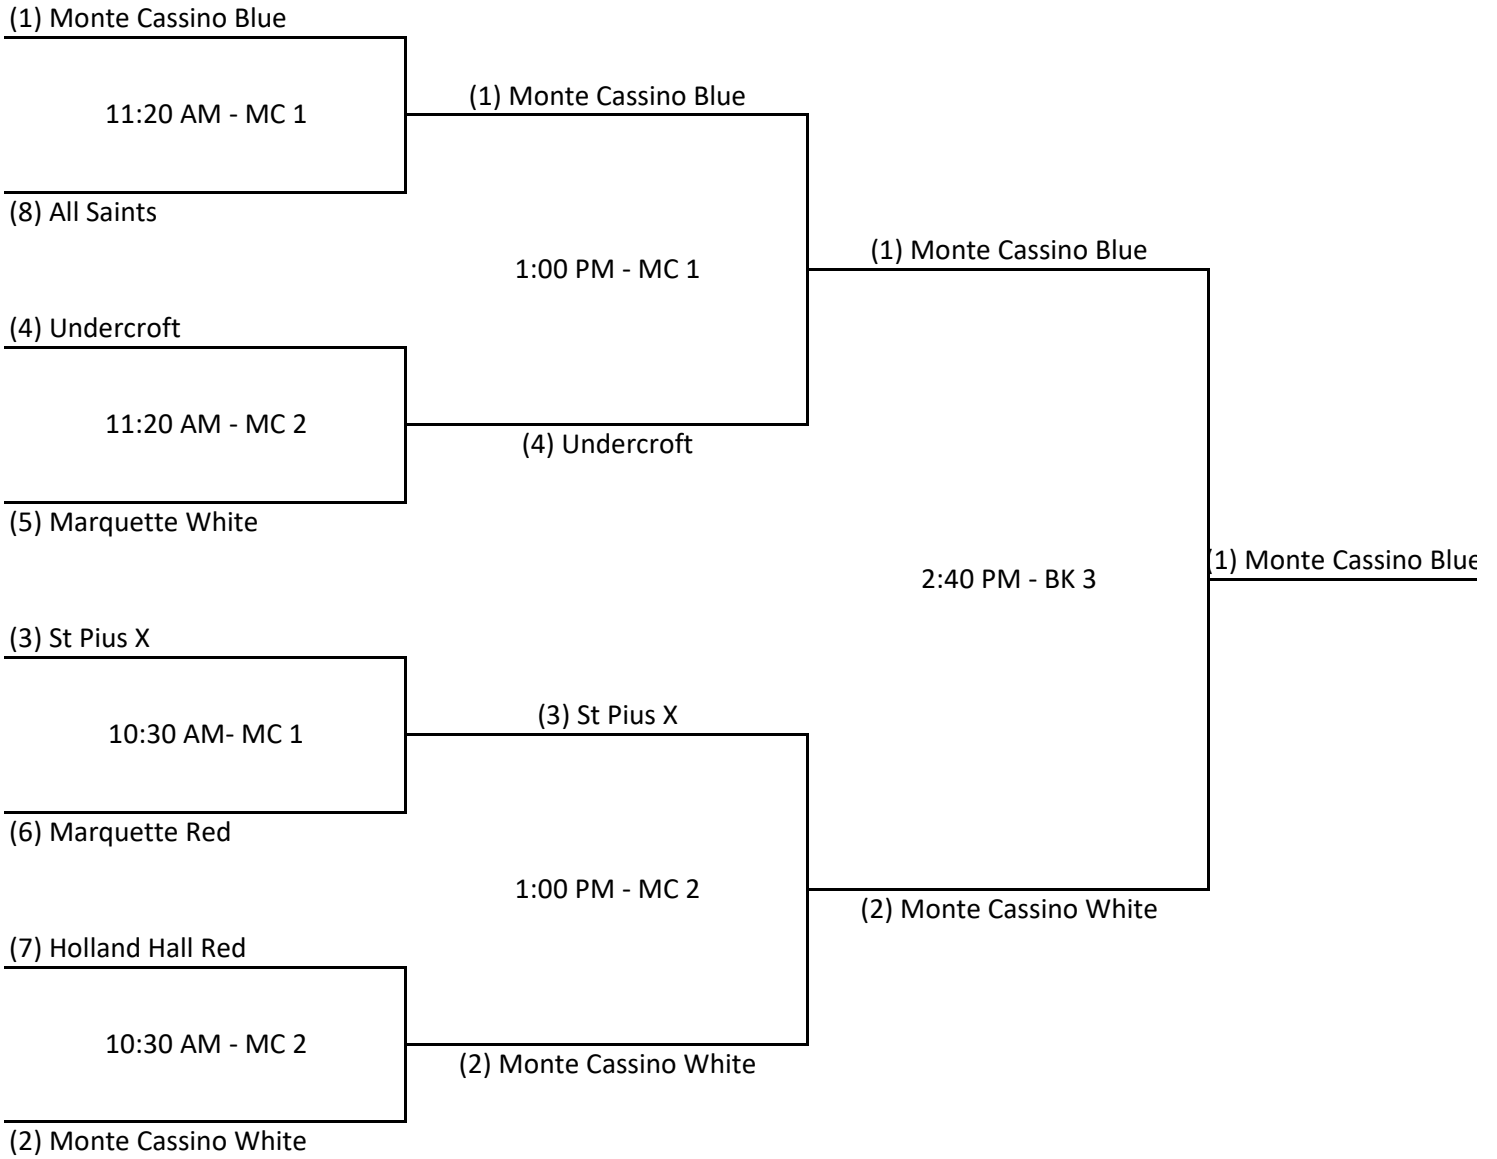 (1) Monte Cassino Blue
11:20 AM - MC 1
(1) Monte Cassino Blue
(8) All Saints
1:00 PM - MC 1
(1) Monte Cassino Blue
(4) Undercroft
11:20 AM - MC 2
(4) Undercroft
(5) Marquette White
2:40 PM - BK 3
(1) Monte Cassino Blue
(3) St Pius X
10:30 AM- MC 1
(3) St Pius X
(6) Marquette Red
1:00 PM - MC 2
(2) Monte Cassino White
(7) Holland Hall Red
10:30 AM - MC 2
(2) Monte Cassino White
(2) Monte Cassino White